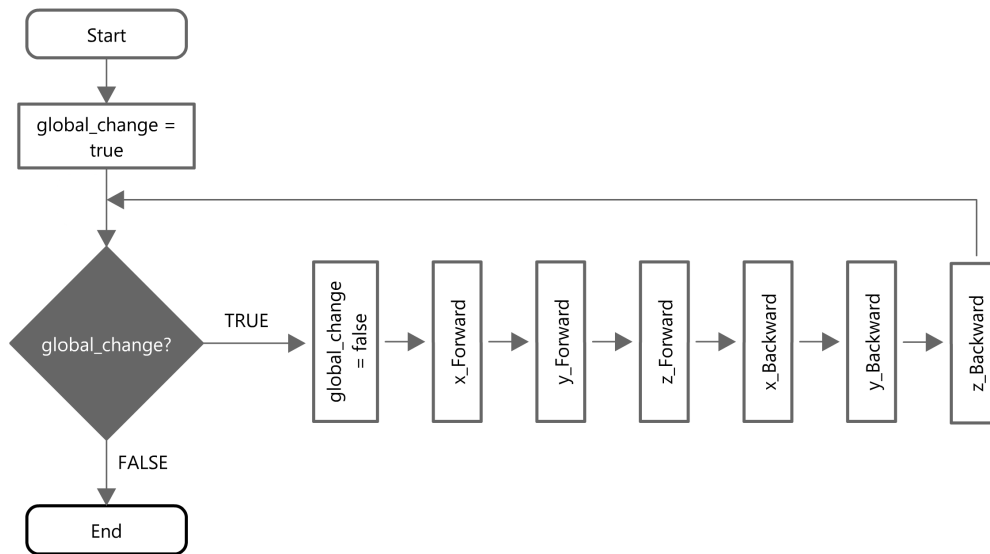 Start
global_change =
true
global_change?
TRUE
global_change
= false
x_Forward
y_Forward
z_Forward
x_Backward
y_Backward
z_Backward
FALSE
End